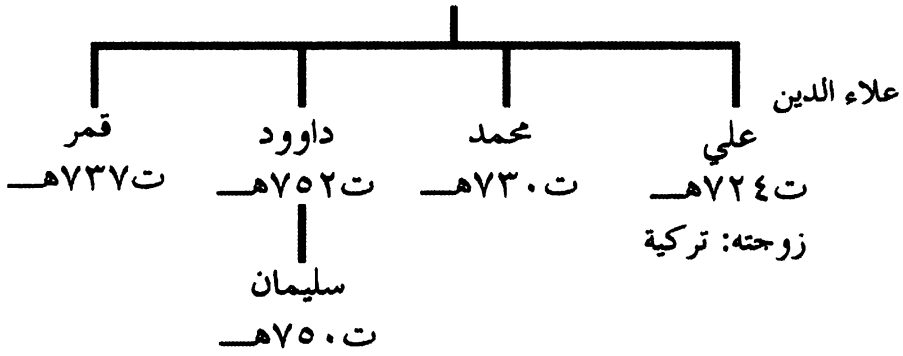 علاء الدين
علي محمد داوود قمر
ت٧٢٤هـ ت٧٣٠هـ ت٧٥٢هـ ت٧٣٧هـ
زوجته: تركية
سليمان
ت٧٥٠هـ